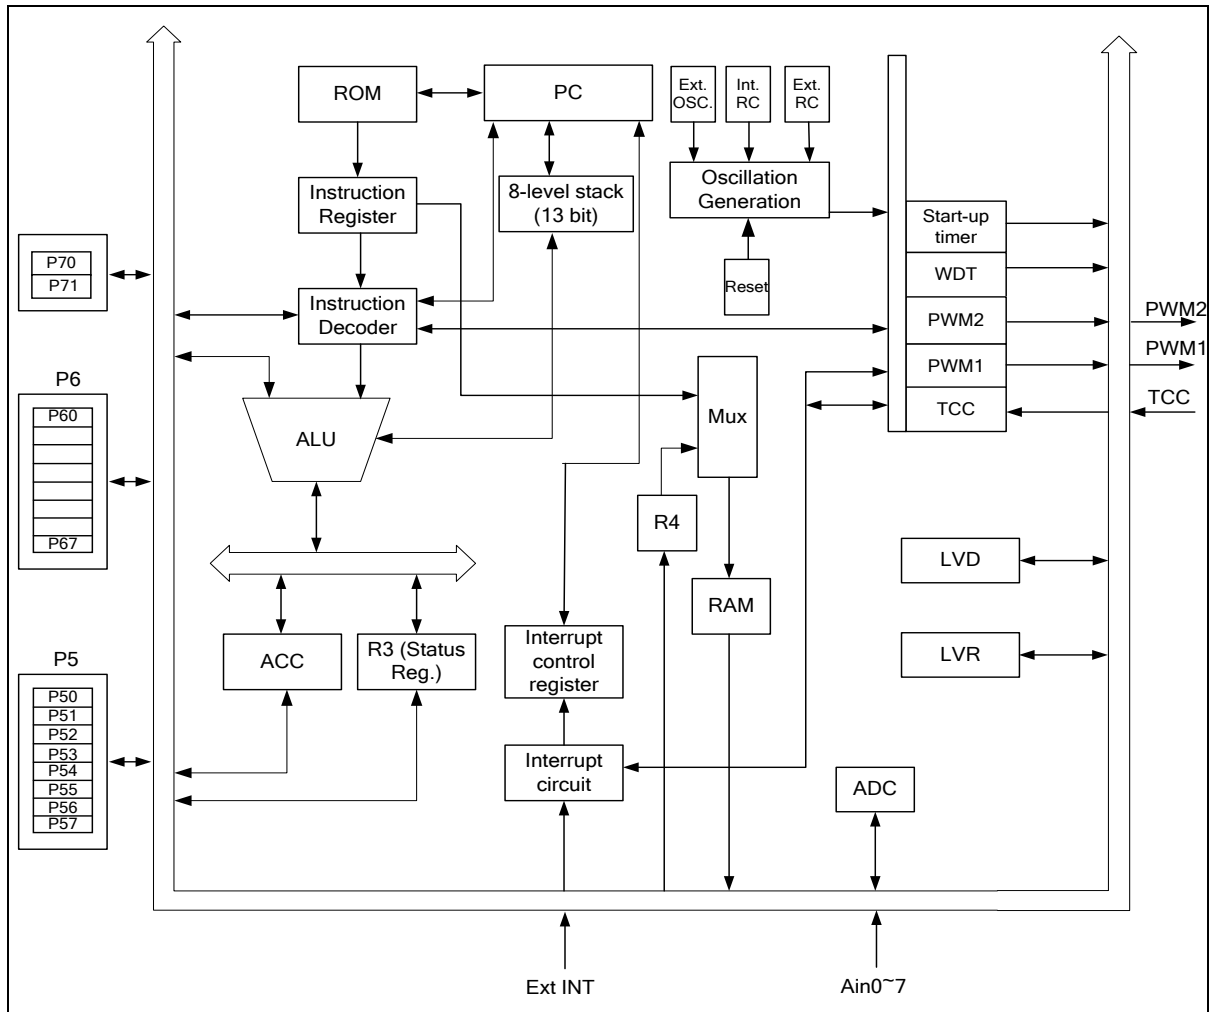 ROM
PC
Ext.
OSC.
Int.
RC
Ext.
RC
Instruction
Register
8-level stack
(13 bit)
Oscillation
Generation
Start-up
timer
P70
P71
WDT
Reset
Instruction
Decoder
PWM2
PWM2
PWM1
PWM1
TCC
TCC
P6
P60
P67
ALU
Mux
R4
LVD
RAM
ACC
R3 (Status
Reg.)
Interrupt
control
register
LVR
P5
P50
P51
P52
P53
P54
P55
P56
P57
Interrupt
circuit
ADC
Ext INT
Ain0~7